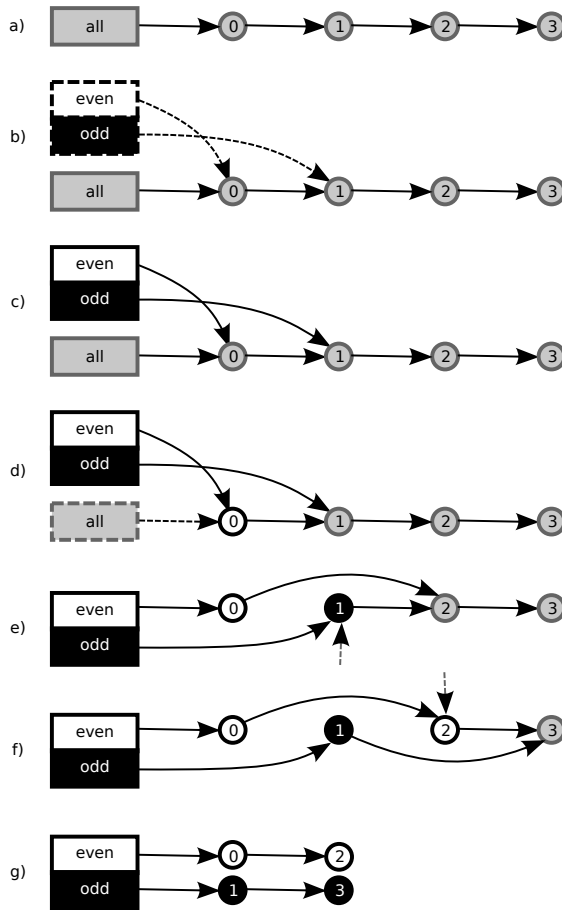 a) all 0 1 2 3
even
b) odd
all 0 1 2 3
even
c) odd
all 0 1 2 3
even
d) odd
all 0 1 2 3
e) even 0 1 2 3
odd
f) even 0 1 2 3
odd
g) even 0 2
odd 1 3